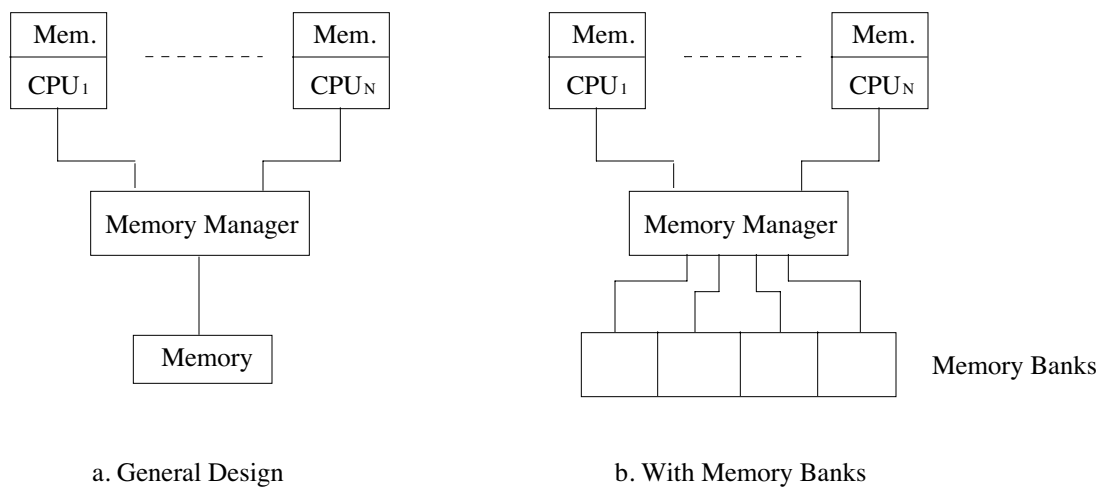 Mem.
CPU1
Mem.
CPUN
Memory Manager
Memory
a. General Design
Mem.
CPU1
Mem.
CPUN
Memory Manager
Memory Banks
b. With Memory Banks